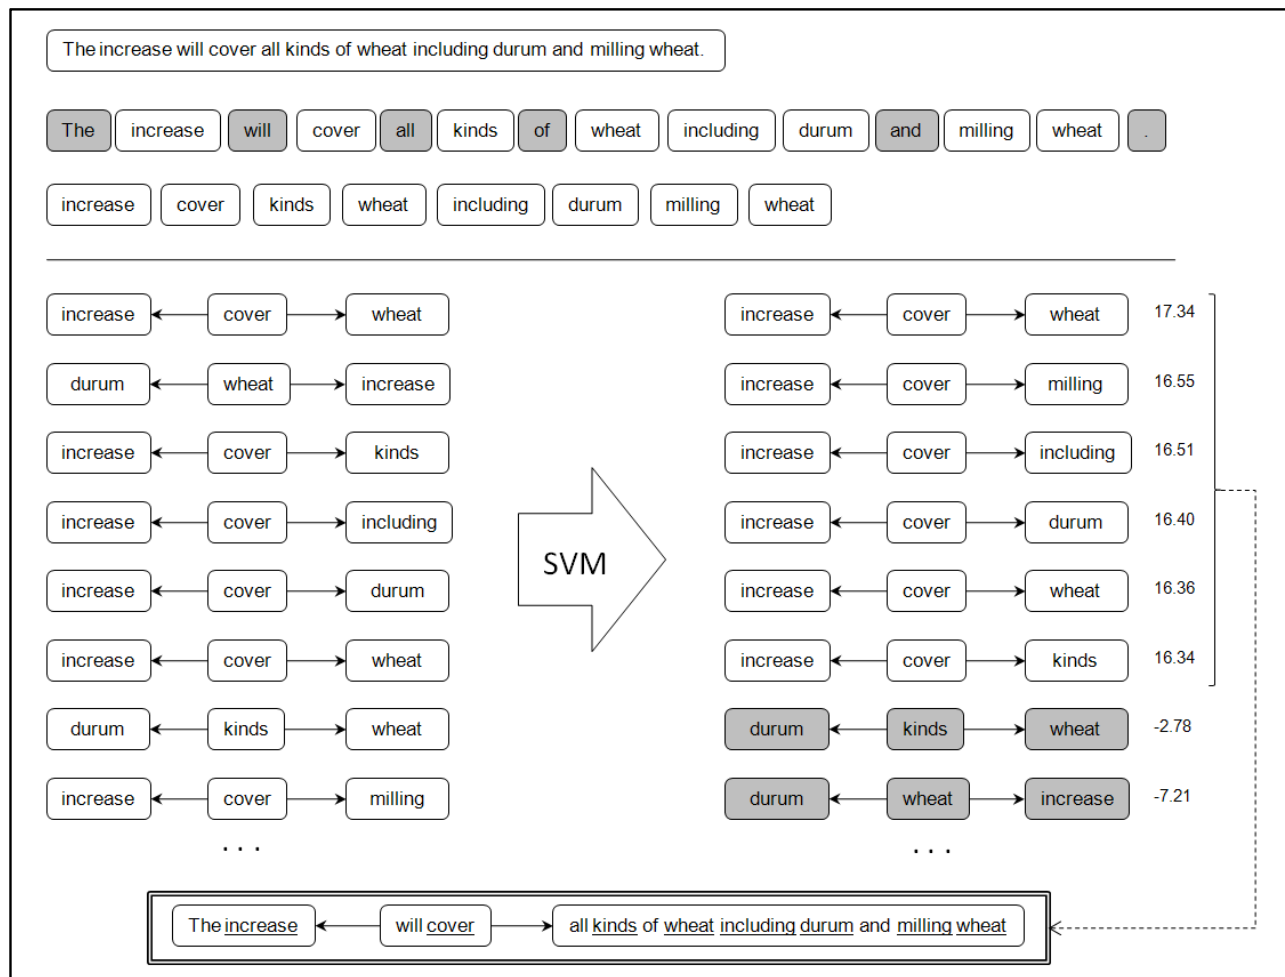 The increase will cover all kinds of wheat including durum and milling wheat.
The increase will cover all kinds of wheat including durum and milling wheat .
increase cover kinds wheat including durum milling wheat
increase cover wheat
durum wheat increase
increase cover kinds
increase cover including
increase cover durum
increase cover wheat
durum kinds wheat
increase cover milling
. . .
SVM
increase cover wheat 17.34
increase cover milling 16.55
increase cover including 16.51
increase cover durum 16.40
increase cover wheat 16.36
increase cover kinds 16.34
durum kinds wheat -2.78
durum wheat increase -7.21
. . .
The increase will cover all kinds of wheat including durum and milling wheat